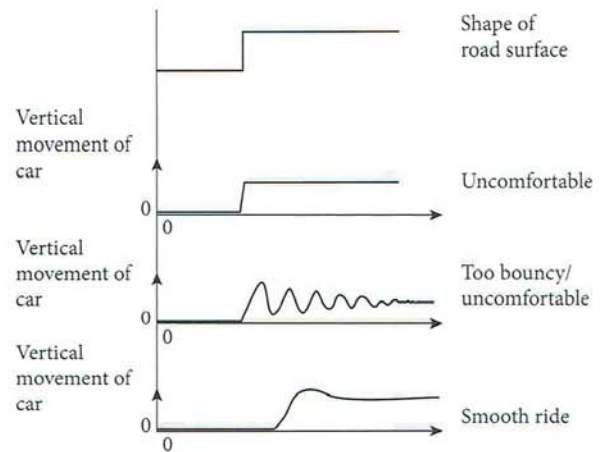 Shape of
road surface
Vertical
movement of
car
0
0
Uncomfortable
Vertical
movement of
car
0
0
Too bouncy/
uncomfortable
Vertical
movement of
car
0
0
Smooth ride